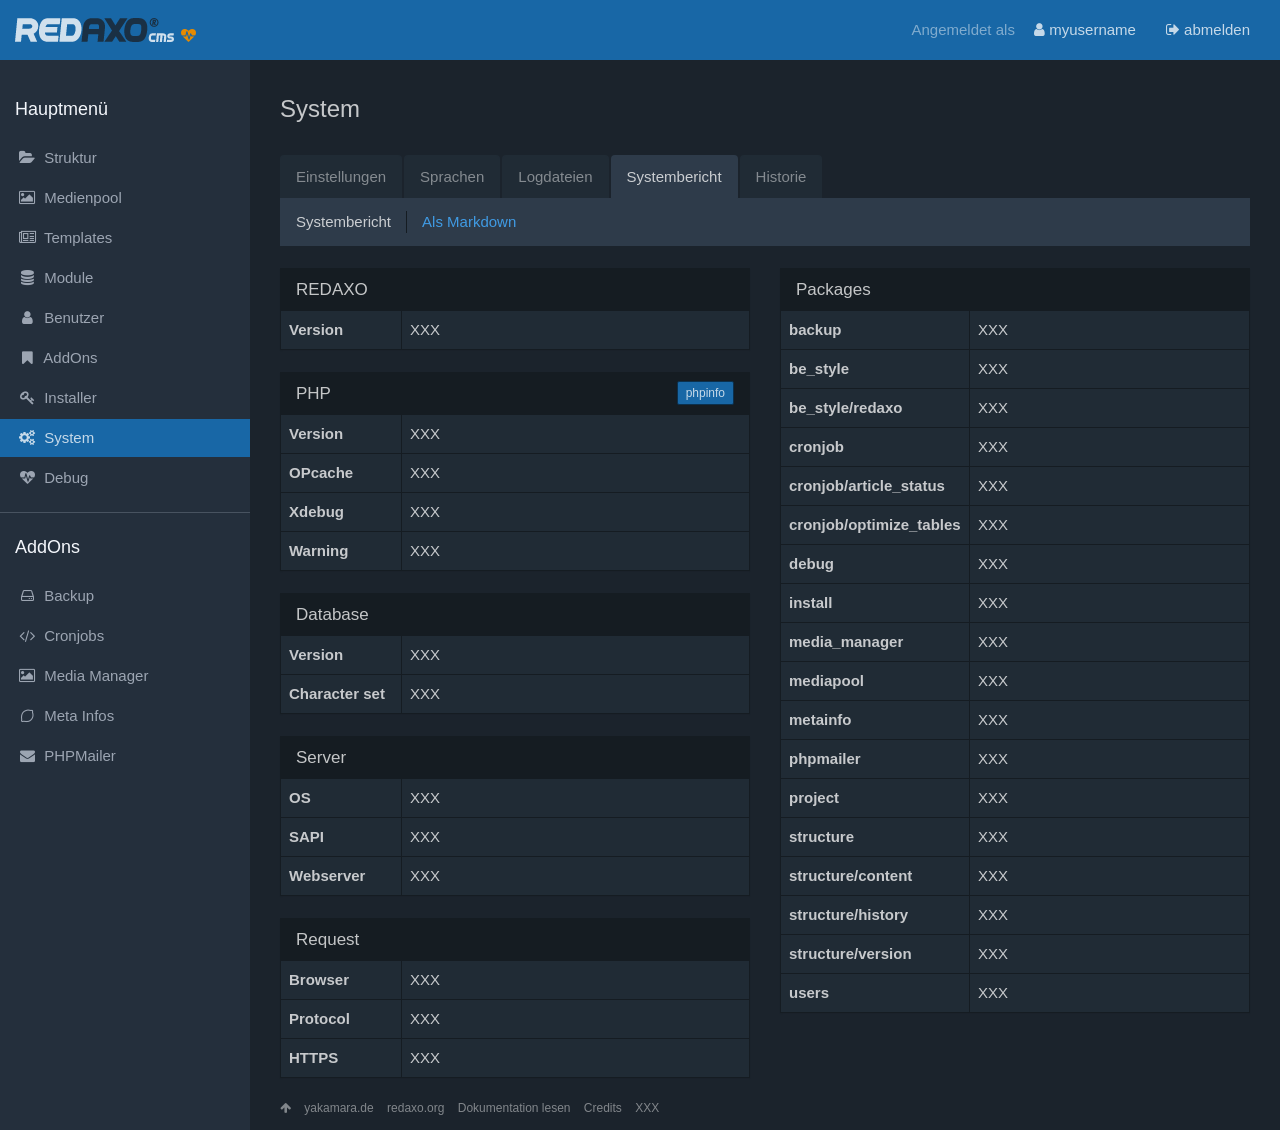 REDAXO® cms
Angemeldet als myusername abmelden
Hauptmenü
Struktur
Medienpool
Templates
Module
Benutzer
AddOns
Installer
System
Debug
AddOns
Backup
Cronjobs
Media Manager
Meta Infos
PHPMailer
System
Einstellungen Sprachen Logdateien Systembericht Historie
Systembericht Als Markdown
REDAXO
Version XXX
PHP phpinfo
Version XXX
OPcache XXX
Xdebug XXX
Warning XXX
Database
Version XXX
Character set XXX
Server
OS XXX
SAPI XXX
Webserver XXX
Request
Browser XXX
Protocol XXX
HTTPS XXX
Packages
backup XXX
be_style XXX
be_style/redaxo XXX
cronjob XXX
cronjob/article_status XXX
cronjob/optimize_tables XXX
debug XXX
install XXX
media_manager XXX
mediapool XXX
metainfo XXX
phpmailer XXX
project XXX
structure XXX
structure/content XXX
structure/history XXX
structure/version XXX
users XXX
yakamara.de redaxo.org Dokumentation lesen Credits XXX